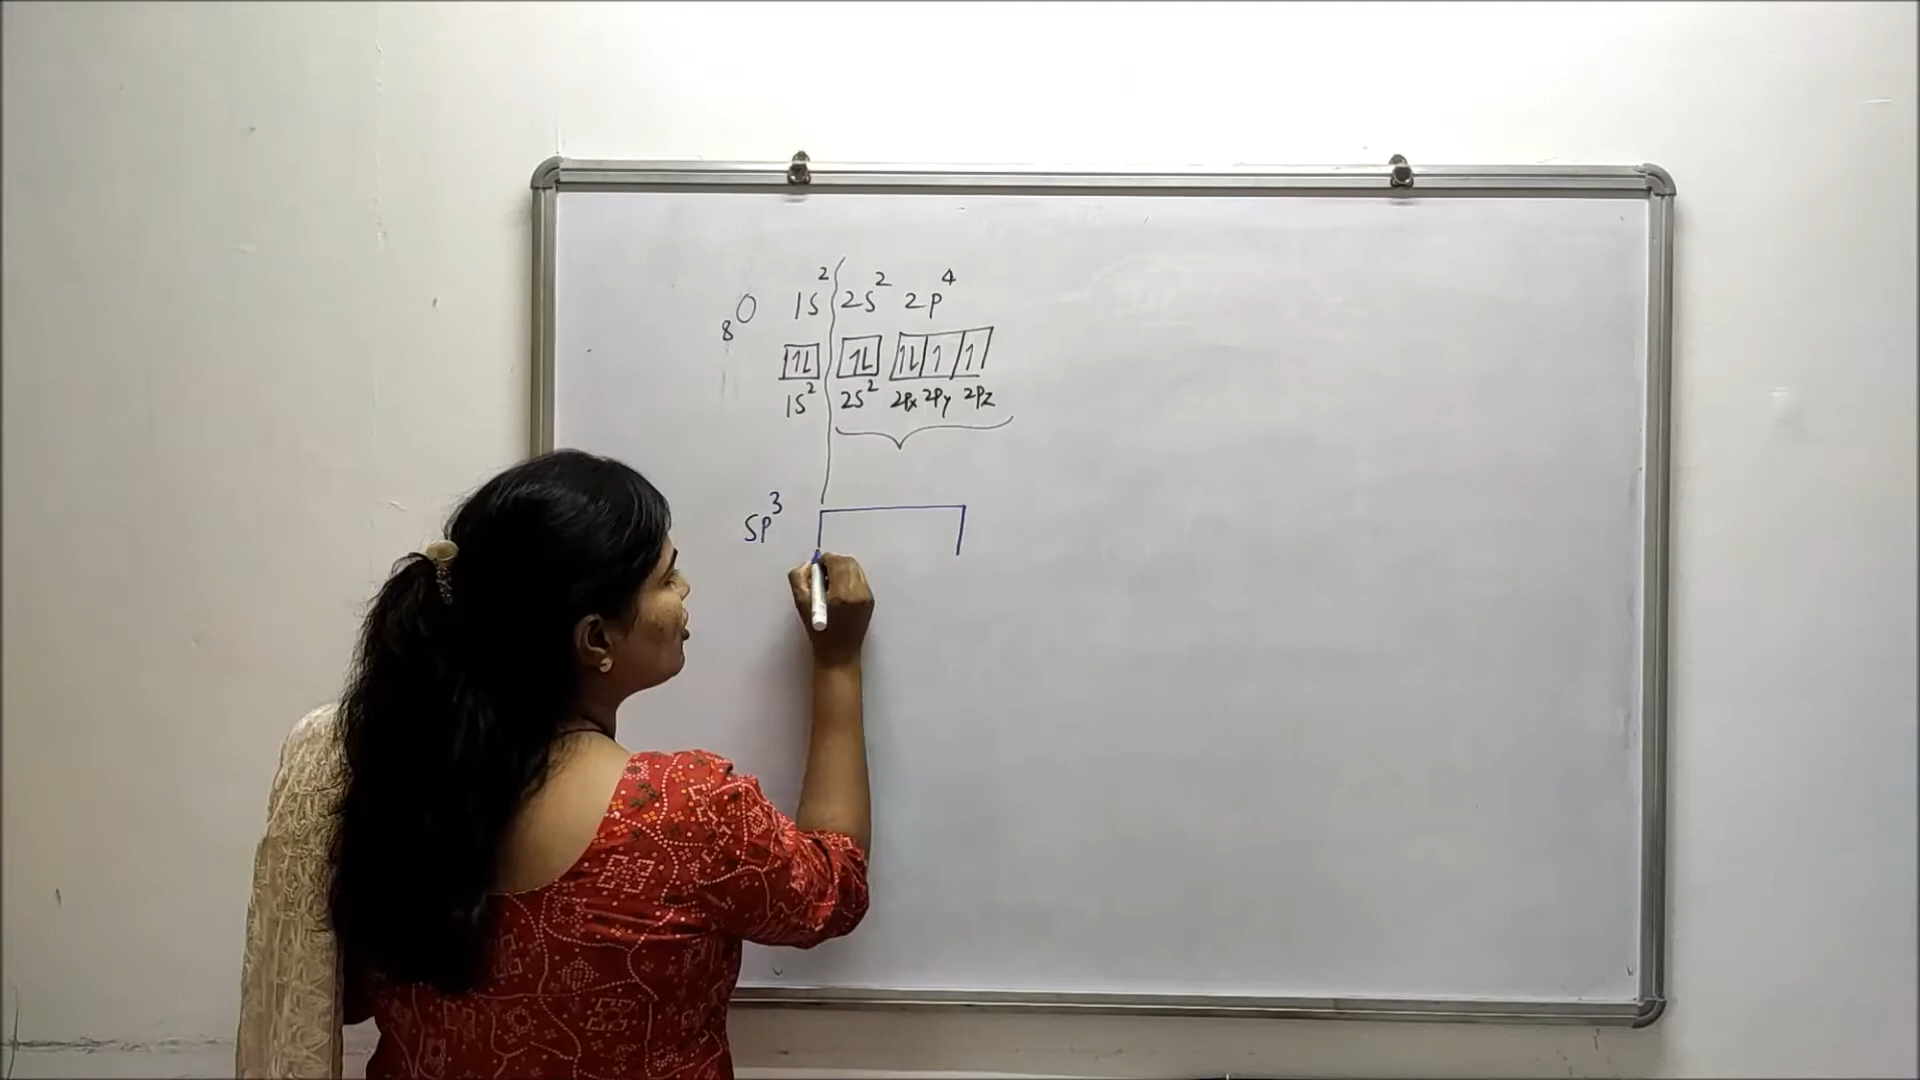 ₈O 1S² 2S² 2P⁴
1L 1L 1L 1 1
1S² 2S² 2Px 2Py 2Pz
SP³